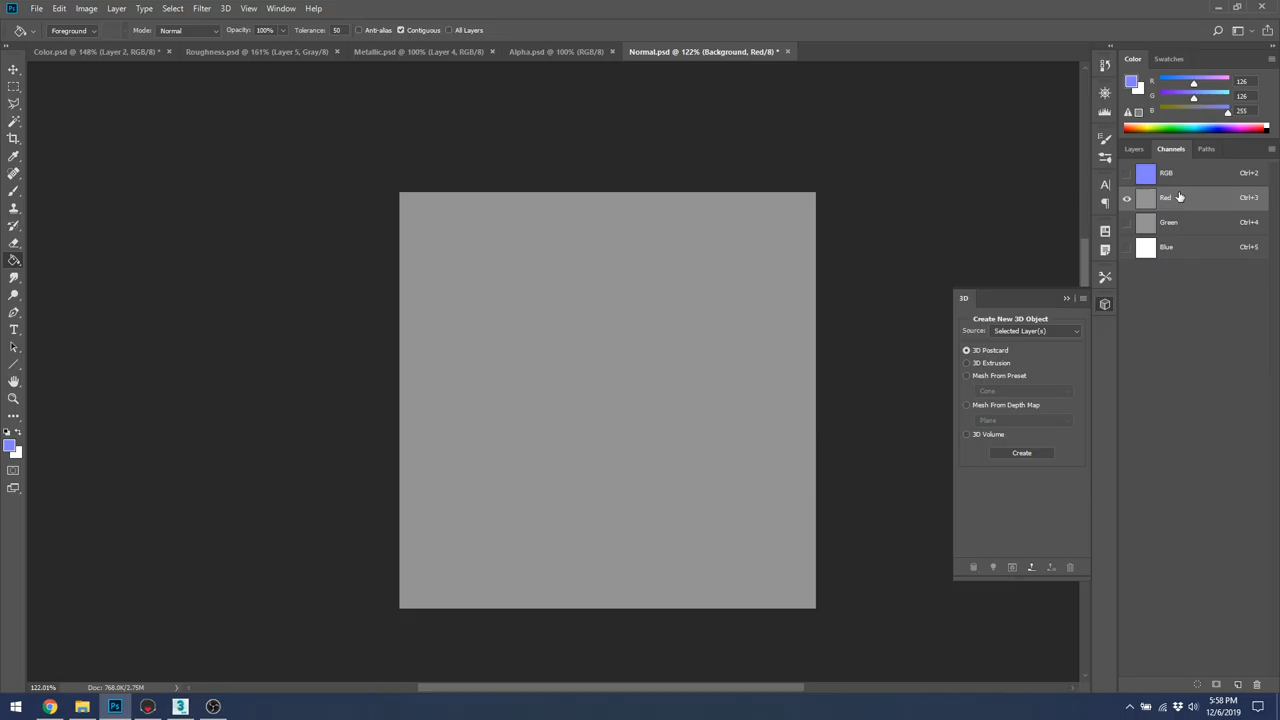 Ps File Edit Image Layer Type Select Filter 3D View Window Help
Foreground Mode: Normal Opacity: 100% Tolerance: 50 Anti-alias Contiguous All Layers
Color.psd @ 148% (Layer 2, RGB/8) * × Roughness.psd @ 161% (Layer 5, Gray/8) × Metallic.psd @ 100% (Layer 4, RGB/8) × Alpha.psd @ 100% (RGB/8) × Normal.psd @ 122% (Background, Red/8) * ×
Color Swatches
R 126
G 126
B 255
Layers Channels Paths
RGB Ctrl+2
Red Ctrl+3
Green Ctrl+4
Blue Ctrl+5
3D
Create New 3D Object
Source: Selected Layer(s)
3D Postcard
3D Extrusion
Mesh From Preset
Cone
Mesh From Depth Map
Plane
3D Volume
Create
122.01% Doc: 768.0K/2.75M
Ps 3
5:58 PM
12/6/2019